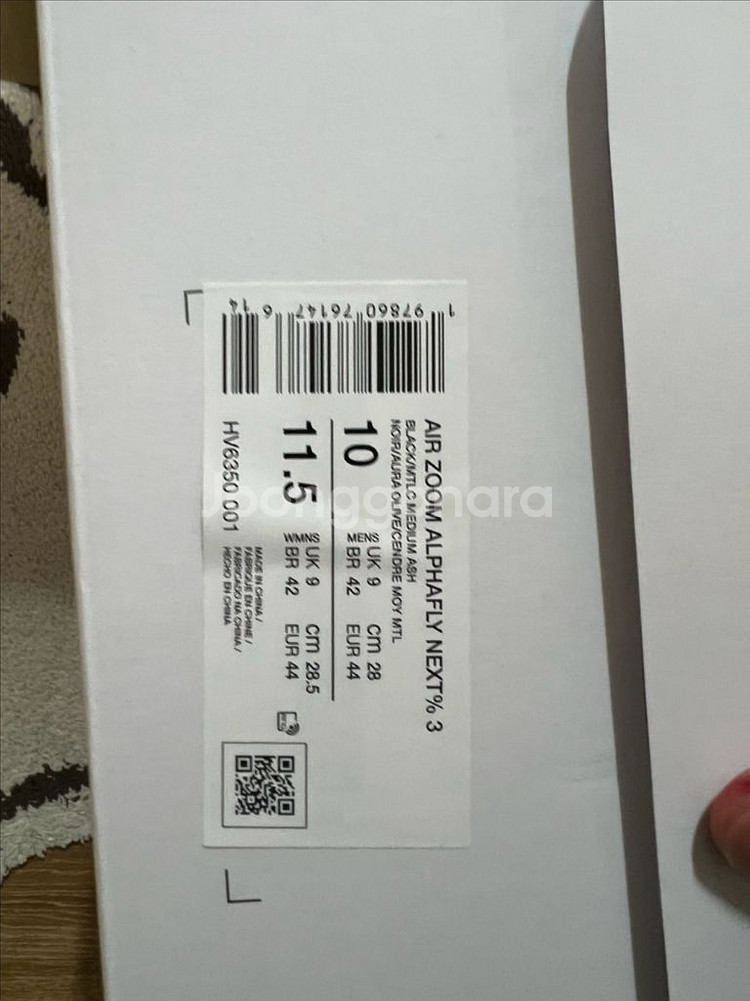 AIR ZOOM ALPHAFLY NEXT% 3
BLACK/MTLC MEDIUM ASH
NOIR/AURA OLIVE/CENDRE MOY MTL
10
MENS
UK 9 cm 28
BR 42 EUR 44
11.5
WMNS
UK 9 cm 28.5
BR 42 EUR 44
HV6350 001
MADE IN CHINA /
FABRIQUE EN CHINE /
FABRICADO NA CHINA /
HECHO EN CHINA
1 97860 76147 6 14
Joonggonara